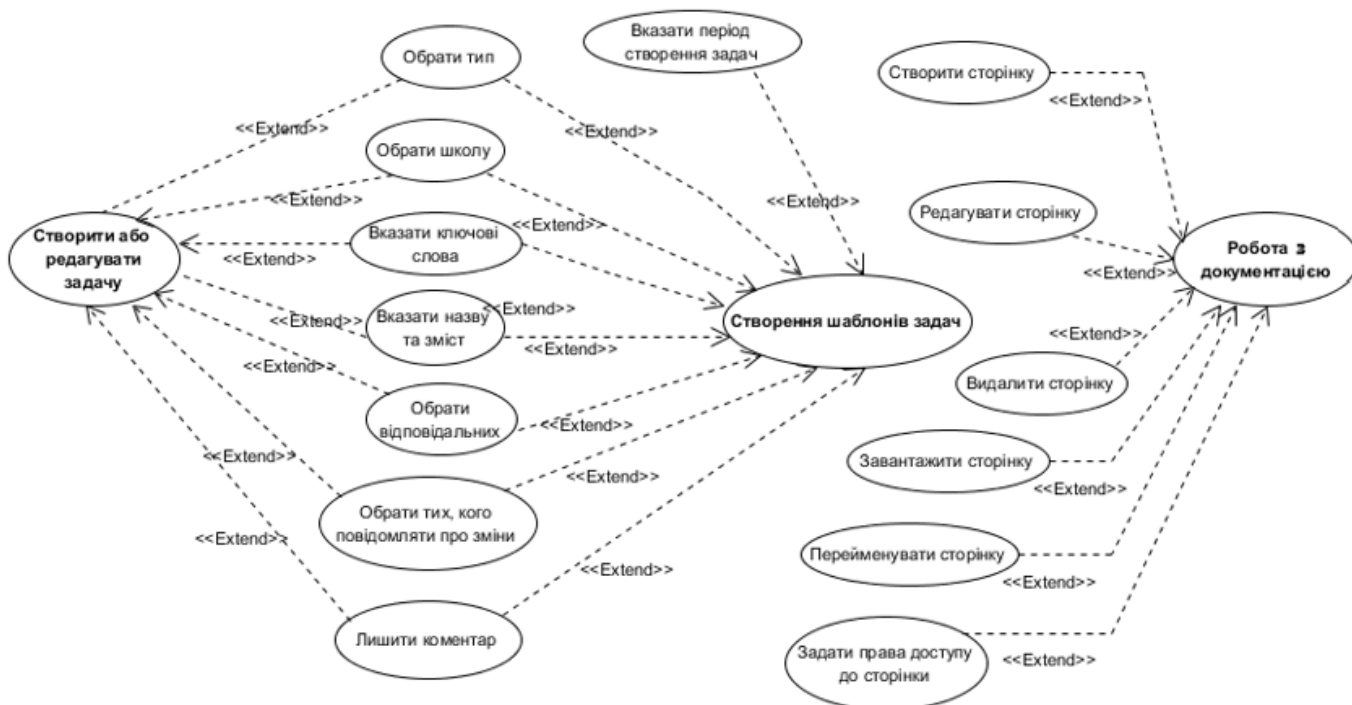 Вказати період
створення задач
Обрати тип
Створити сторінку
<<Extend>>
<<Extend>>
<<Extend>>
<<Extend>>
Обрати школу
<<Extend>>
<<Extend>>
Редагувати сторінку
<<Extend>>
Вказати ключові
слова
<<Extend>>
<<Extend>>
Створити або
редагувати
задачу
Робота з
документацією
<<Extend>>
<<Extend>>
Вказати назву
та зміст
<<Extend>>
Створення шаблонів задач
<<Extend>>
<<Extend>>
<<Extend>>
Видалити сторінку
Обрати
відповідальних
<<Extend>>
<<Extend>>
Завантажити сторінку
<<Extend>>
<<Extend>>
Обрати тих, кого
повідомляти про зміни
<<Extend>>
Перейменувати сторінку
<<Extend>>
<<Extend>>
Лишити коментар
Задати права доступу
до сторінки
<<Extend>>